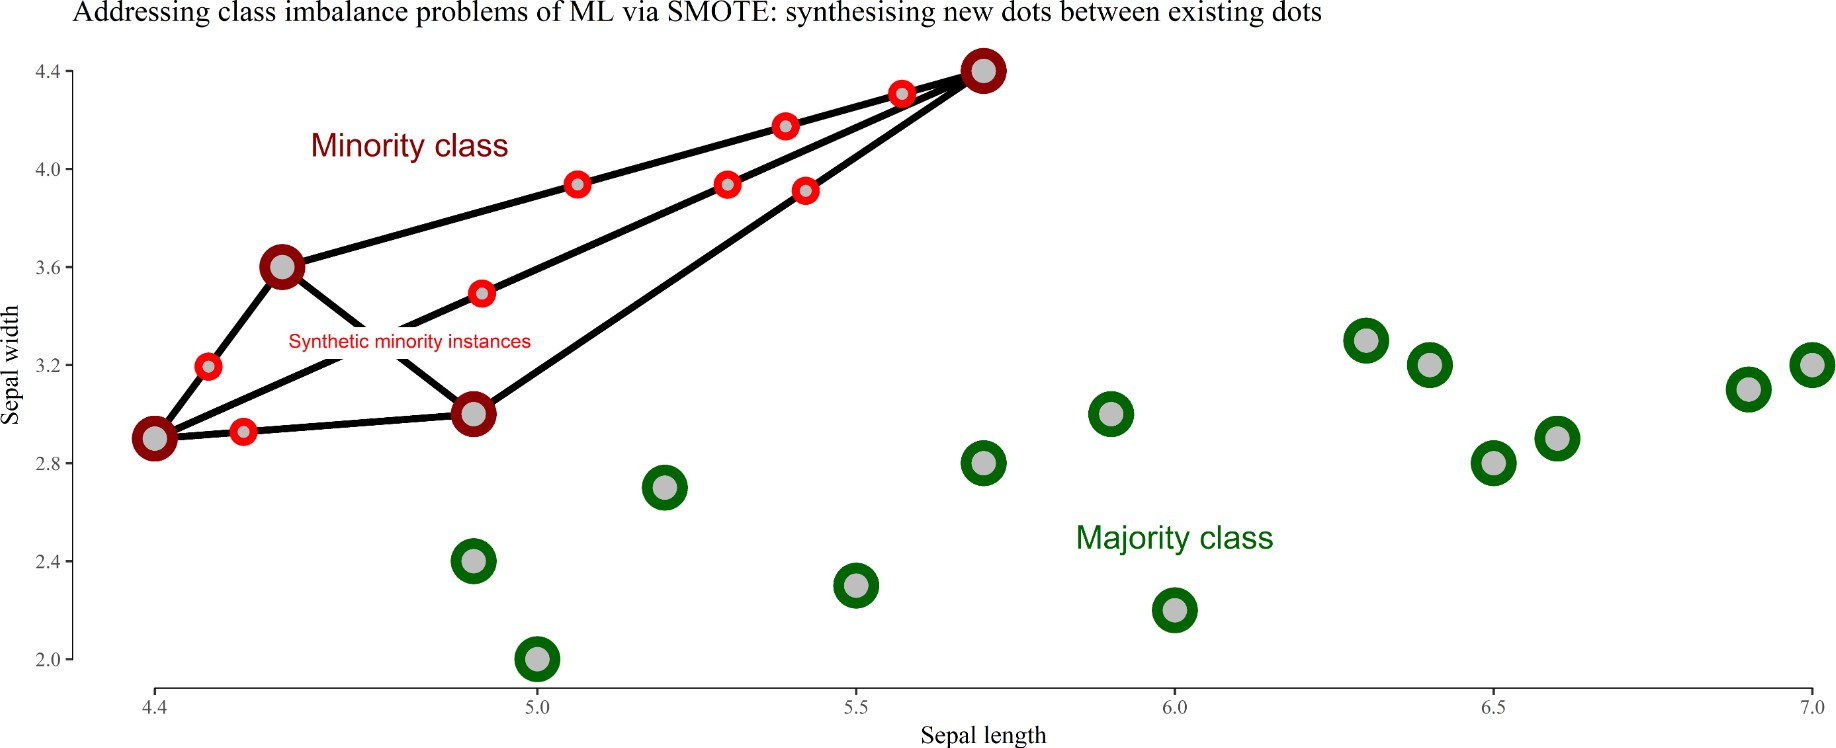 Addressing class imbalance problems of ML via SMOTE: synthesising new dots between existing dots
4.4
Minority class
4.0
3.6
Synthetic minority instances
3.2
Sepal width
2.8
Majority class
2.4
2.0
4.4 5.0 5.5 6.0 6.5 7.0
Sepal length